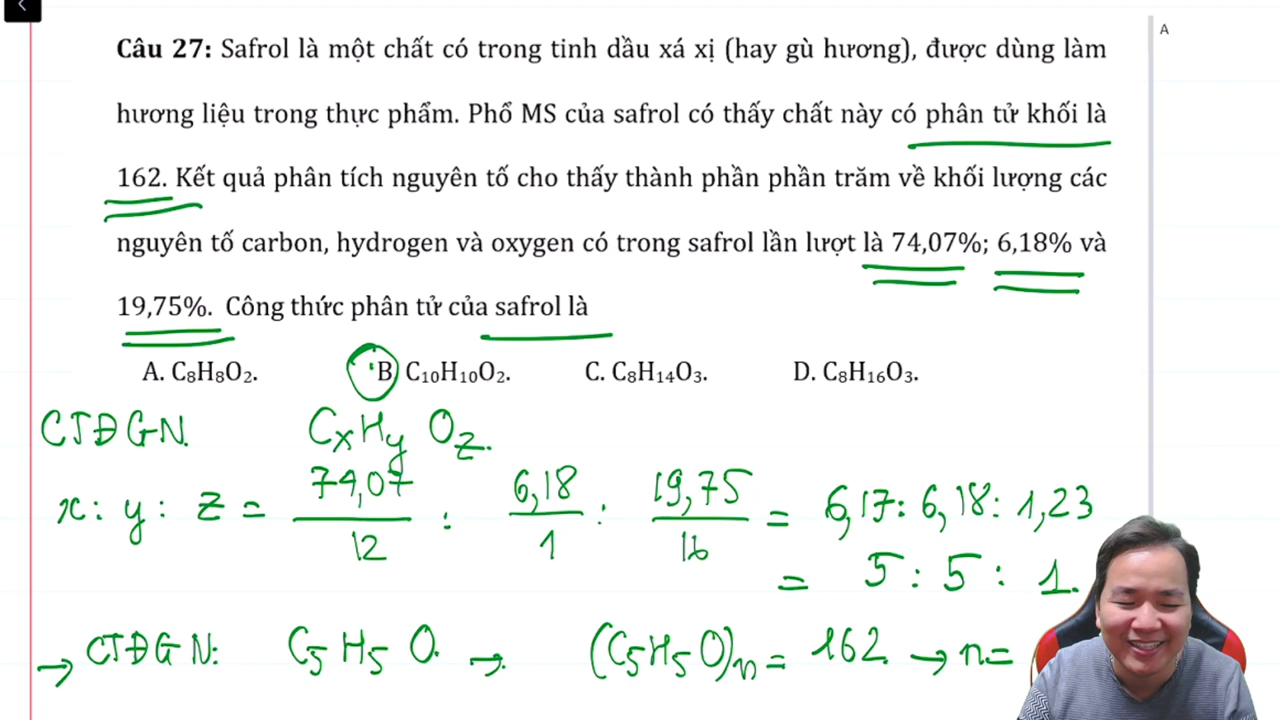 Câu 27: Safrol là một chất có trong tinh dầu xá xị (hay gù hương), được dùng làm
hương liệu trong thực phẩm. Phổ MS của safrol có thấy chất này có phân tử khối là
162. Kết quả phân tích nguyên tố cho thấy thành phần phần trăm về khối lượng các
nguyên tố carbon, hydrogen và oxygen có trong safrol lần lượt là 74,07%; 6,18% và
19,75%. Công thức phân tử của safrol là
A. C₈H₈O₂. B C₁₀H₁₀O₂. C. C₈H₁₄O₃. D. C₈H₁₆O₃.
CTĐGN. CxHyOz.
x : y : z = 74,07/12 : 6,18/1 : 19,75/16 = 6,17 : 6,18 : 1,23
= 5 : 5 : 1.
→ CTĐGN: C₅H₅O. → (C₅H₅O)n = 162 → n =
A